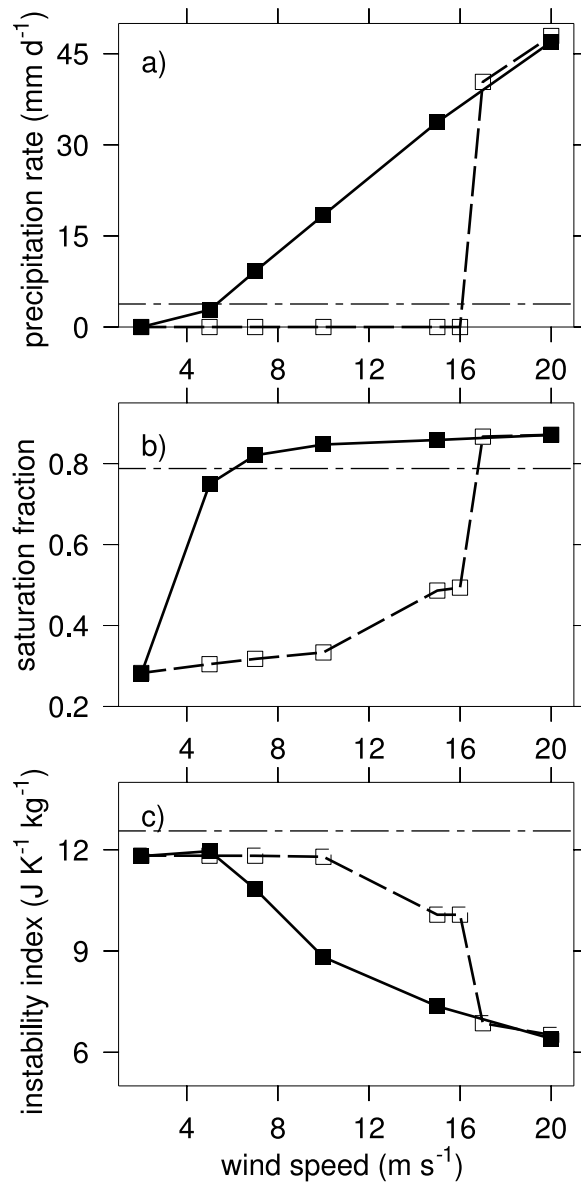 a)
precipitation rate (mm d⁻¹)
45
30
15
0
4 8 12 16 20
b)
saturation fraction
0.8
0.6
0.4
0.2
4 8 12 16 20
c)
instability index (J K⁻¹ kg⁻¹)
12
9
6
4 8 12 16 20
wind speed (m s⁻¹)